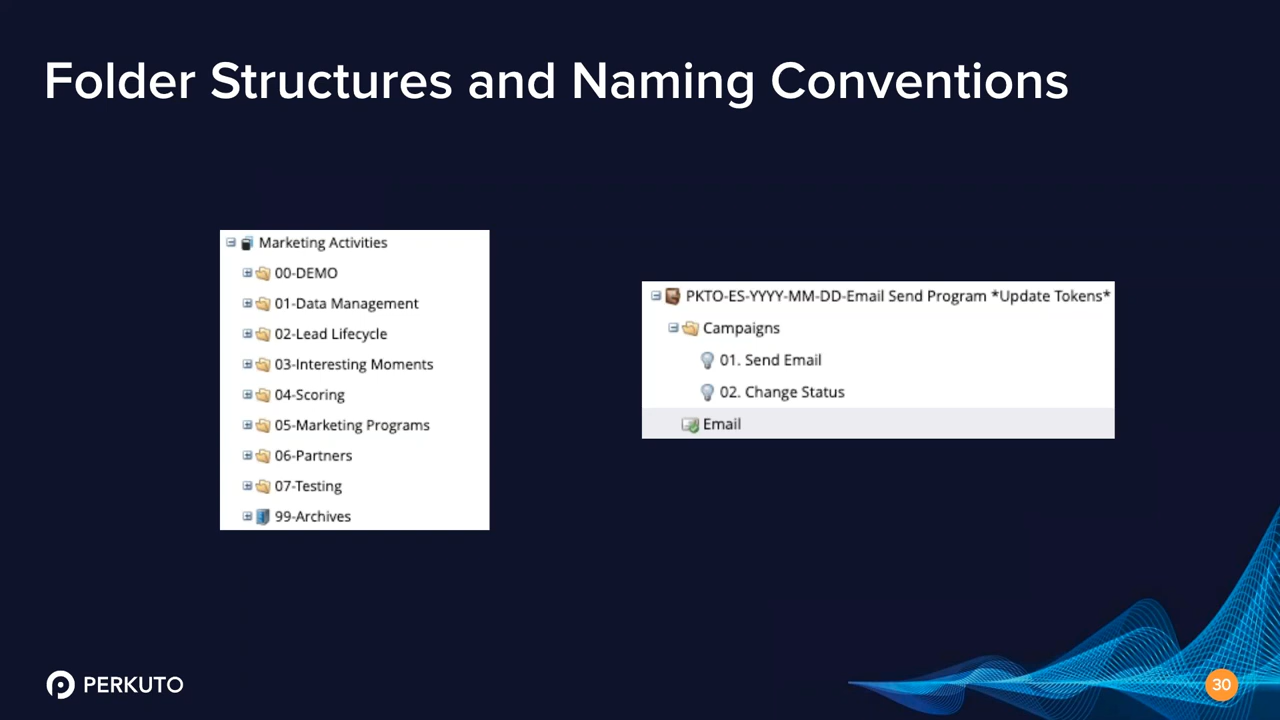 Folder Structures and Naming Conventions
Marketing Activities
00-DEMO
01-Data Management
02-Lead Lifecycle
03-Interesting Moments
04-Scoring
05-Marketing Programs
06-Partners
07-Testing
99-Archives
PKTO-ES-YYYY-MM-DD-Email Send Program *Update Tokens*
Campaigns
01. Send Email
02. Change Status
Email
PERKUTO
30